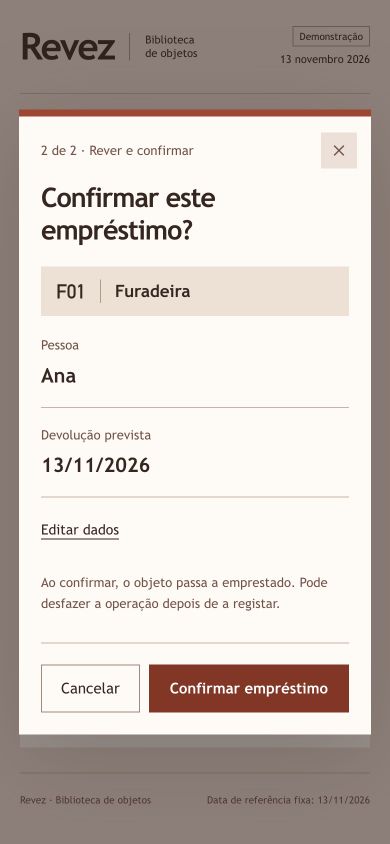 Revez
Biblioteca
de objetos
Demonstração
13 novembro 2026
2 de 2 · Rever e confirmar
Confirmar este
empréstimo?
F01
Furadeira
Pessoa
Ana
Devolução prevista
13/11/2026
Editar dados
Ao confirmar, o objeto passa a emprestado. Pode
desfazer a operação depois de a registar.
Cancelar
Confirmar empréstimo
Revez · Biblioteca de objetos
Data de referência fixa: 13/11/2026